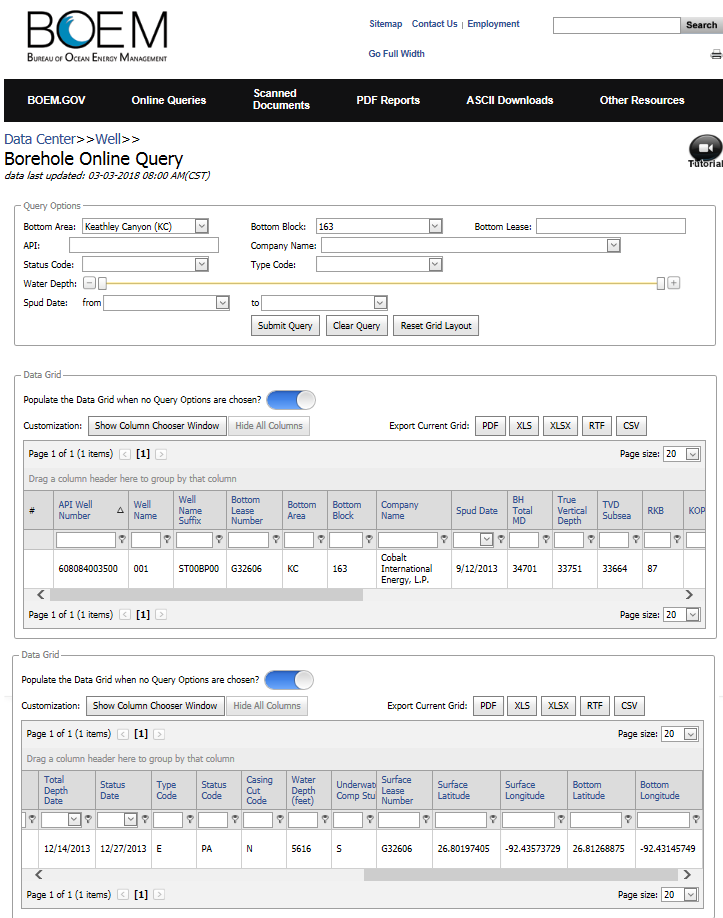 BOEM
BUREAU OF OCEAN ENERGY MANAGEMENT
Sitemap Contact Us | Employment
Search
Go Full Width
BOEM.GOV Online Queries Scanned Documents PDF Reports ASCII Downloads Other Resources
Data Center>>Well>>
Tutorial
Borehole Online Query
data last updated: 03-03-2018 08:00 AM(CST)
Query Options
Bottom Area: Keathley Canyon (KC) Bottom Block: 163 Bottom Lease:
API: Company Name:
Status Code: Type Code:
Water Depth:
Spud Date: from to
Submit Query Clear Query Reset Grid Layout
Data Grid
Populate the Data Grid when no Query Options are chosen?
Customization: Show Column Chooser Window Hide All Columns Export Current Grid: PDF XLS XLSX RTF CSV
Page 1 of 1 (1 items) < [1] > Page size: 20
Drag a column header here to group by that column
# API Well Number Well Name Well Name Suffix Bottom Lease Number Bottom Area Bottom Block Company Name Spud Date BH Total MD True Vertical Depth TVD Subsea RKB KOP
608084003500 001 ST00BP00 G32606 KC 163 Cobalt International Energy, L.P. 9/12/2013 34701 33751 33664 87
Page 1 of 1 (1 items) < [1] > Page size: 20
Data Grid
Populate the Data Grid when no Query Options are chosen?
Customization: Show Column Chooser Window Hide All Columns Export Current Grid: PDF XLS XLSX RTF CSV
Page 1 of 1 (1 items) < [1] > Page size: 20
Drag a column header here to group by that column
Total Depth Date Status Date Type Code Status Code Casing Cut Code Water Depth (feet) Underwate Comp Stu Surface Lease Number Surface Latitude Surface Longitude Bottom Latitude Bottom Longitude
12/14/2013 12/27/2013 E PA N 5616 S G32606 26.80197405 -92.43573729 26.81268875 -92.43145749
Page 1 of 1 (1 items) < [1] > Page size: 20